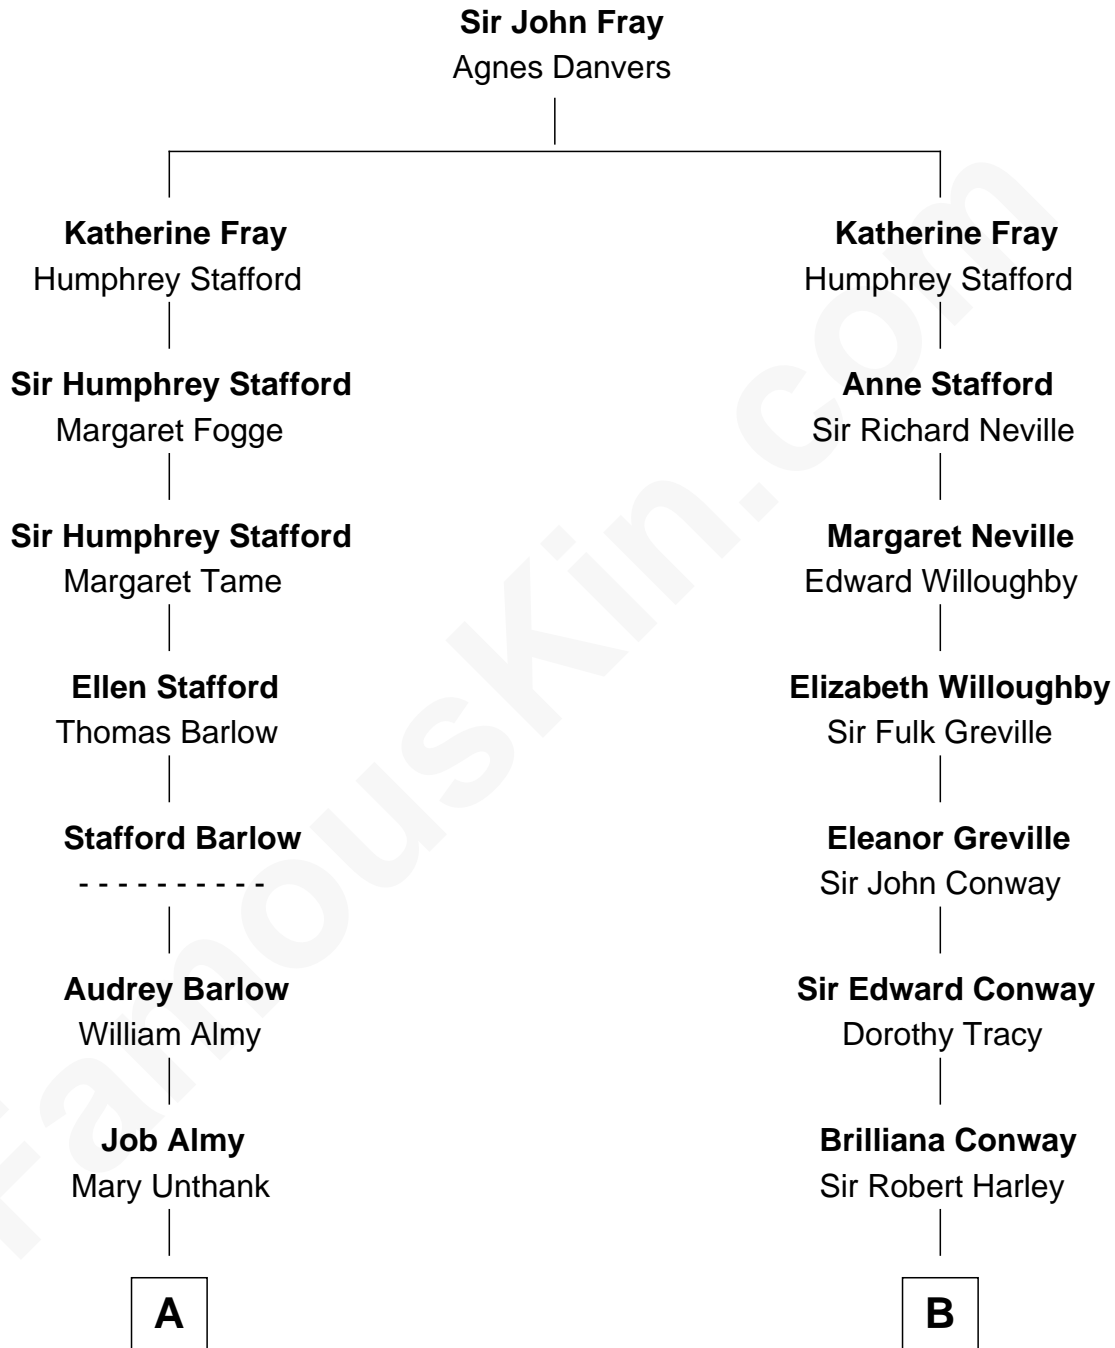 Sir John Fray
Agnes Danvers
Katherine Fray
Humphrey Stafford
Katherine Fray
Humphrey Stafford
Sir Humphrey Stafford
Margaret Fogge
Anne Stafford
Sir Richard Neville
Sir Humphrey Stafford
Margaret Tame
Margaret Neville
Edward Willoughby
Ellen Stafford
Thomas Barlow
Elizabeth Willoughby
Sir Fulk Greville
Stafford Barlow
- - - - - - - - - -
Eleanor Greville
Sir John Conway
Audrey Barlow
William Almy
Sir Edward Conway
Dorothy Tracy
Job Almy
Mary Unthank
Brilliana Conway
Sir Robert Harley
A
B
FamousKin.com